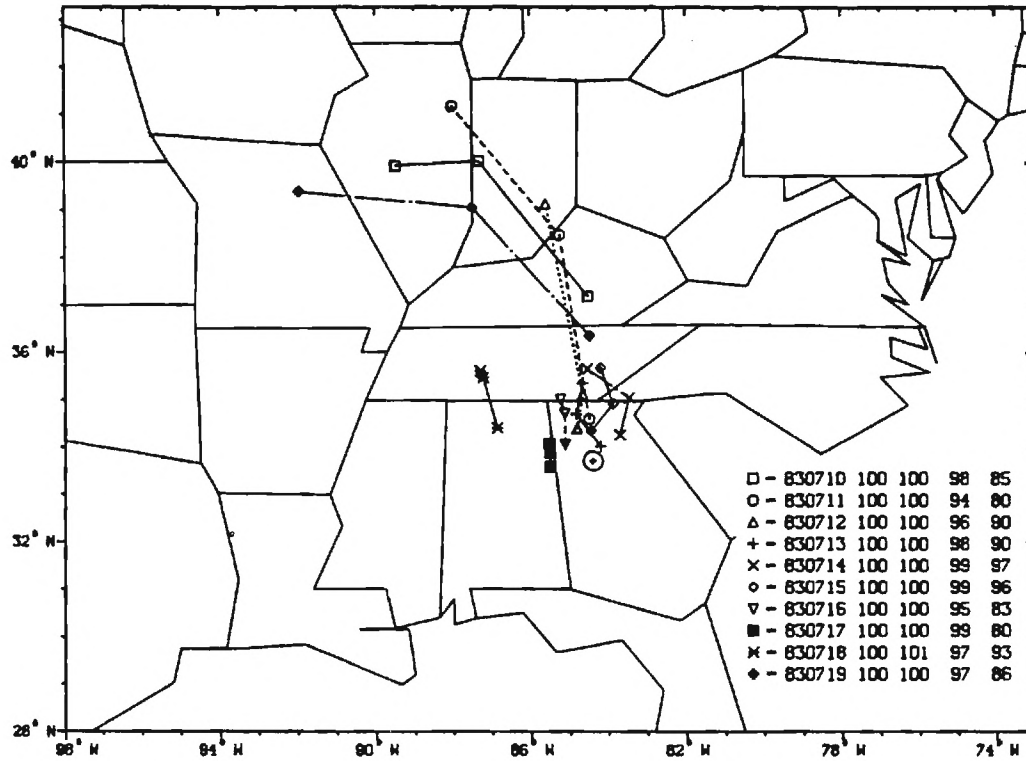 40° N
36° N
32° N
28° N
98° W 94° W 90° W 86° W 82° W 78° W 74° W
□ - 830710 100 100 98 85
○ - 830711 100 100 94 80
△ - 830712 100 100 96 90
+ - 830713 100 100 98 90
× - 830714 100 100 99 97
◇ - 830715 100 100 99 96
▽ - 830716 100 100 95 83
■ - 830717 100 100 99 80
✱ - 830718 100 101 97 93
◆ - 830719 100 100 97 86